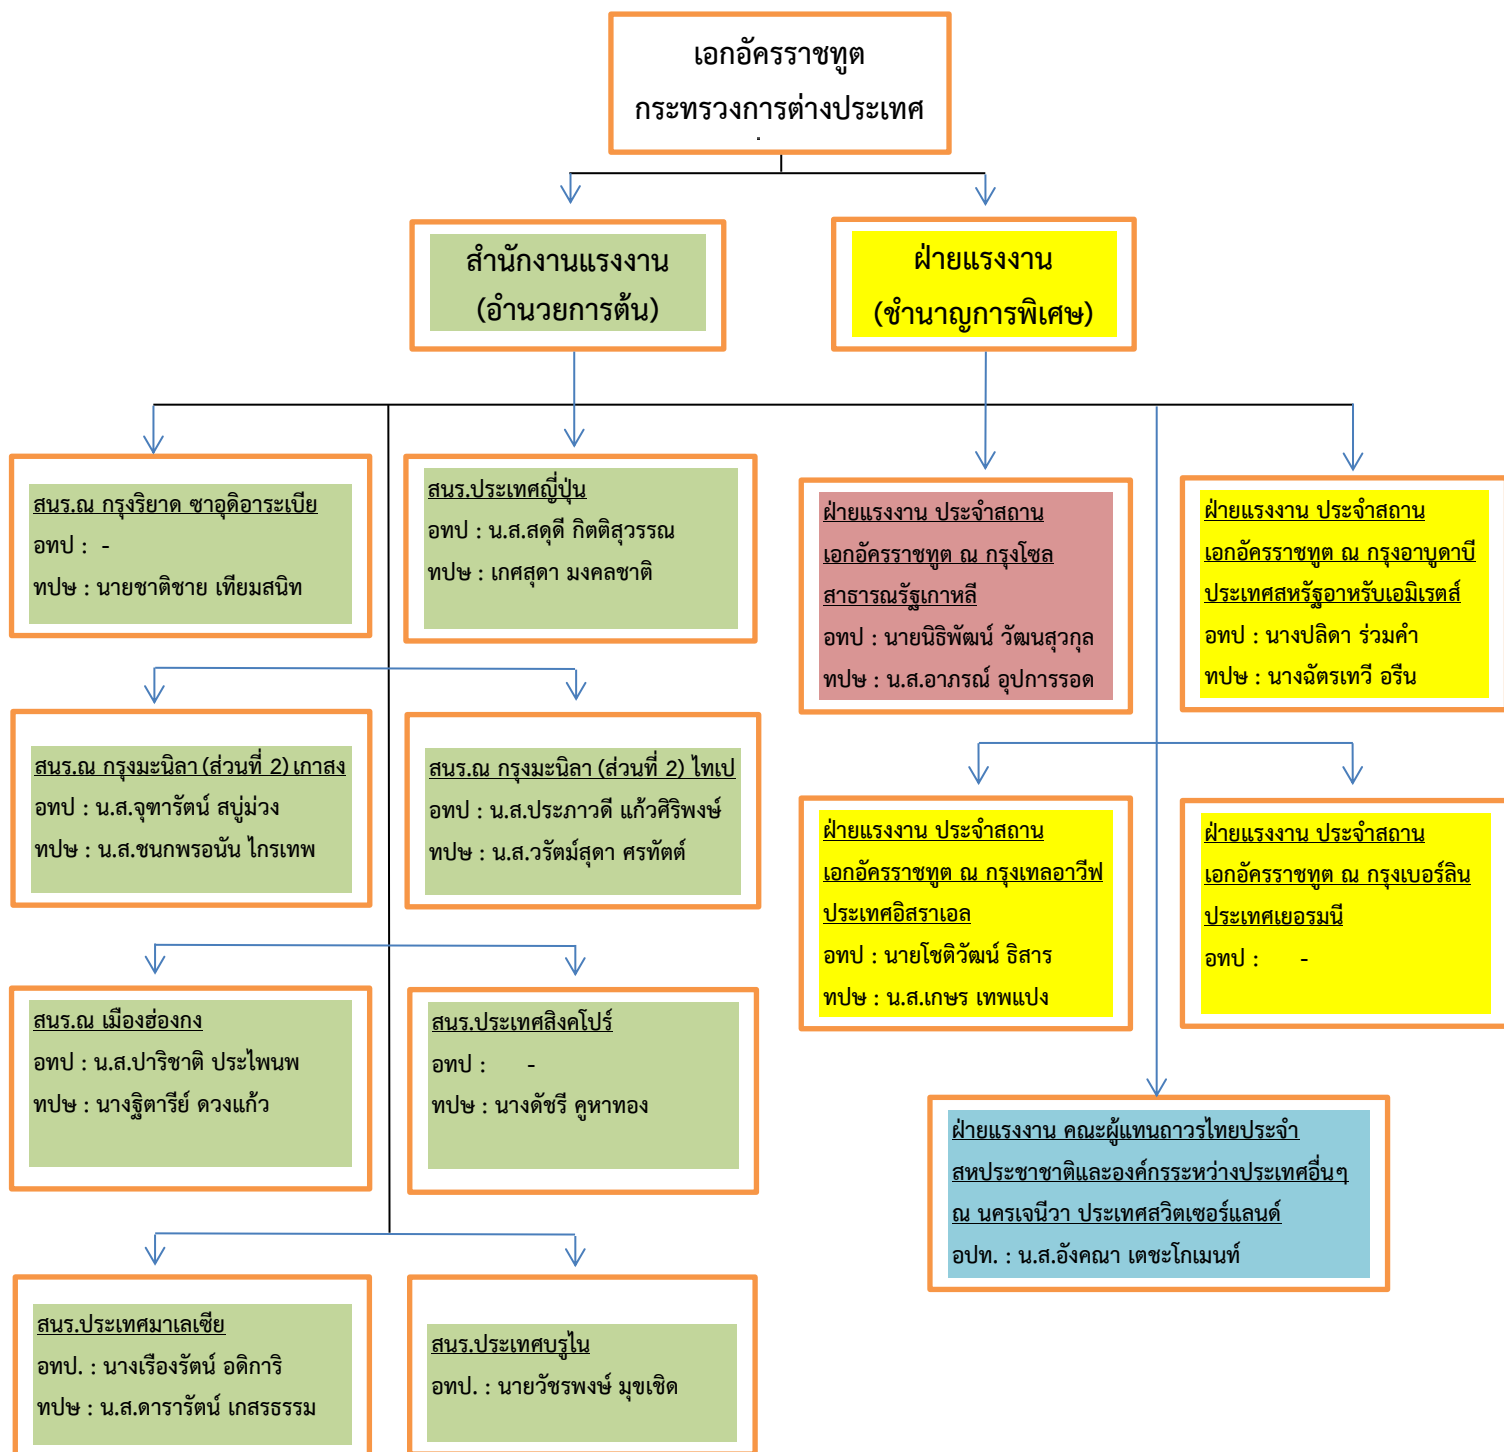 เอกอัครราชทูต
กระทรวงการต่างประเทศ
สำนักงานแรงงาน
(อำนวยการต้น)
ฝ่ายแรงงาน
(ชำนาญการพิเศษ)
สนร.ณ กรุงริยาด ซาอุดิอาระเบีย
อทป : -
ทปษ : นายชาติชาย เทียมสนิท
สนร.ประเทศญี่ปุ่น
อทป : น.ส.สดุดี กิตติสุวรรณ
ทปษ : เกศสุดา มงคลชาติ
ฝ่ายแรงงาน ประจำสถาน
เอกอัครราชทูต ณ กรุงโซล
สาธารณรัฐเกาหลี
อทป : นายนิธิพัฒน์ วัฒนสุวกุล
ทปษ : น.ส.อาภรณ์ อุปการรอด
ฝ่ายแรงงาน ประจำสถาน
เอกอัครราชทูต ณ กรุงอาบูดาบี
ประเทศสหรัฐอาหรับเอมิเรตส์
อทป : นางปลิดา ร่วมคำ
ทปษ : นางฉัตรเทวี อรีน
สนร.ณ กรุงมะนิลา (ส่วนที่ 2) เกาสง
อทป : น.ส.จุฑารัตน์ สบู่ม่วง
ทปษ : น.ส.ชนกพรอนัน ไกรเทพ
สนร.ณ กรุงมะนิลา (ส่วนที่ 2) ไทเป
อทป : น.ส.ประภาวดี แก้วศิริพงษ์
ทปษ : น.ส.วรัตม์สุดา ศรทัตต์
ฝ่ายแรงงาน ประจำสถาน
เอกอัครราชทูต ณ กรุงเทลอาวีฟ
ประเทศอิสราเอล
อทป : นายโชติวัฒน์ ธิสาร
ทปษ : น.ส.เกษร เทพแปง
ฝ่ายแรงงาน ประจำสถาน
เอกอัครราชทูต ณ กรุงเบอร์ลิน
ประเทศเยอรมนี
อทป : -
สนร.ณ เมืองฮ่องกง
อทป : น.ส.ปาริชาติ ประไพนพ
ทปษ : นางฐิตารีย์ ดวงแก้ว
สนร.ประเทศสิงคโปร์
อทป : -
ทปษ : นางดัชรี คูหาทอง
ฝ่ายแรงงาน คณะผู้แทนถาวรไทยประจำ
สหประชาชาติและองค์กรระหว่างประเทศอื่นๆ
ณ นครเจนีวา ประเทศสวิตเซอร์แลนด์
อปท. : น.ส.อังคณา เตชะโกเมนท์
สนร.ประเทศมาเลเซีย
อทป. : นางเรืองรัตน์ อดิการิ
ทปษ : น.ส.ดารารัตน์ เกสรธรรม
สนร.ประเทศบรูไน
อทป. : นายวัชรพงษ์ มุขเชิด